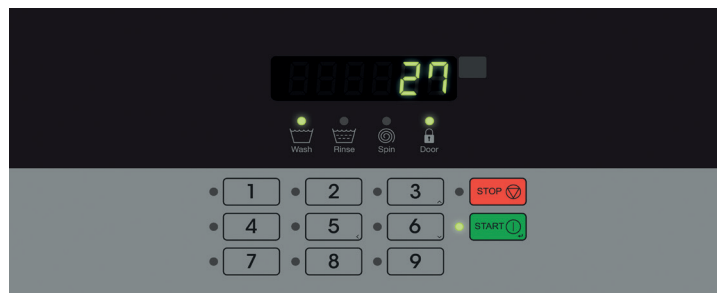 27
Wash Rinse Spin Door
1 2 3 STOP
4 5 6 START
7 8 9